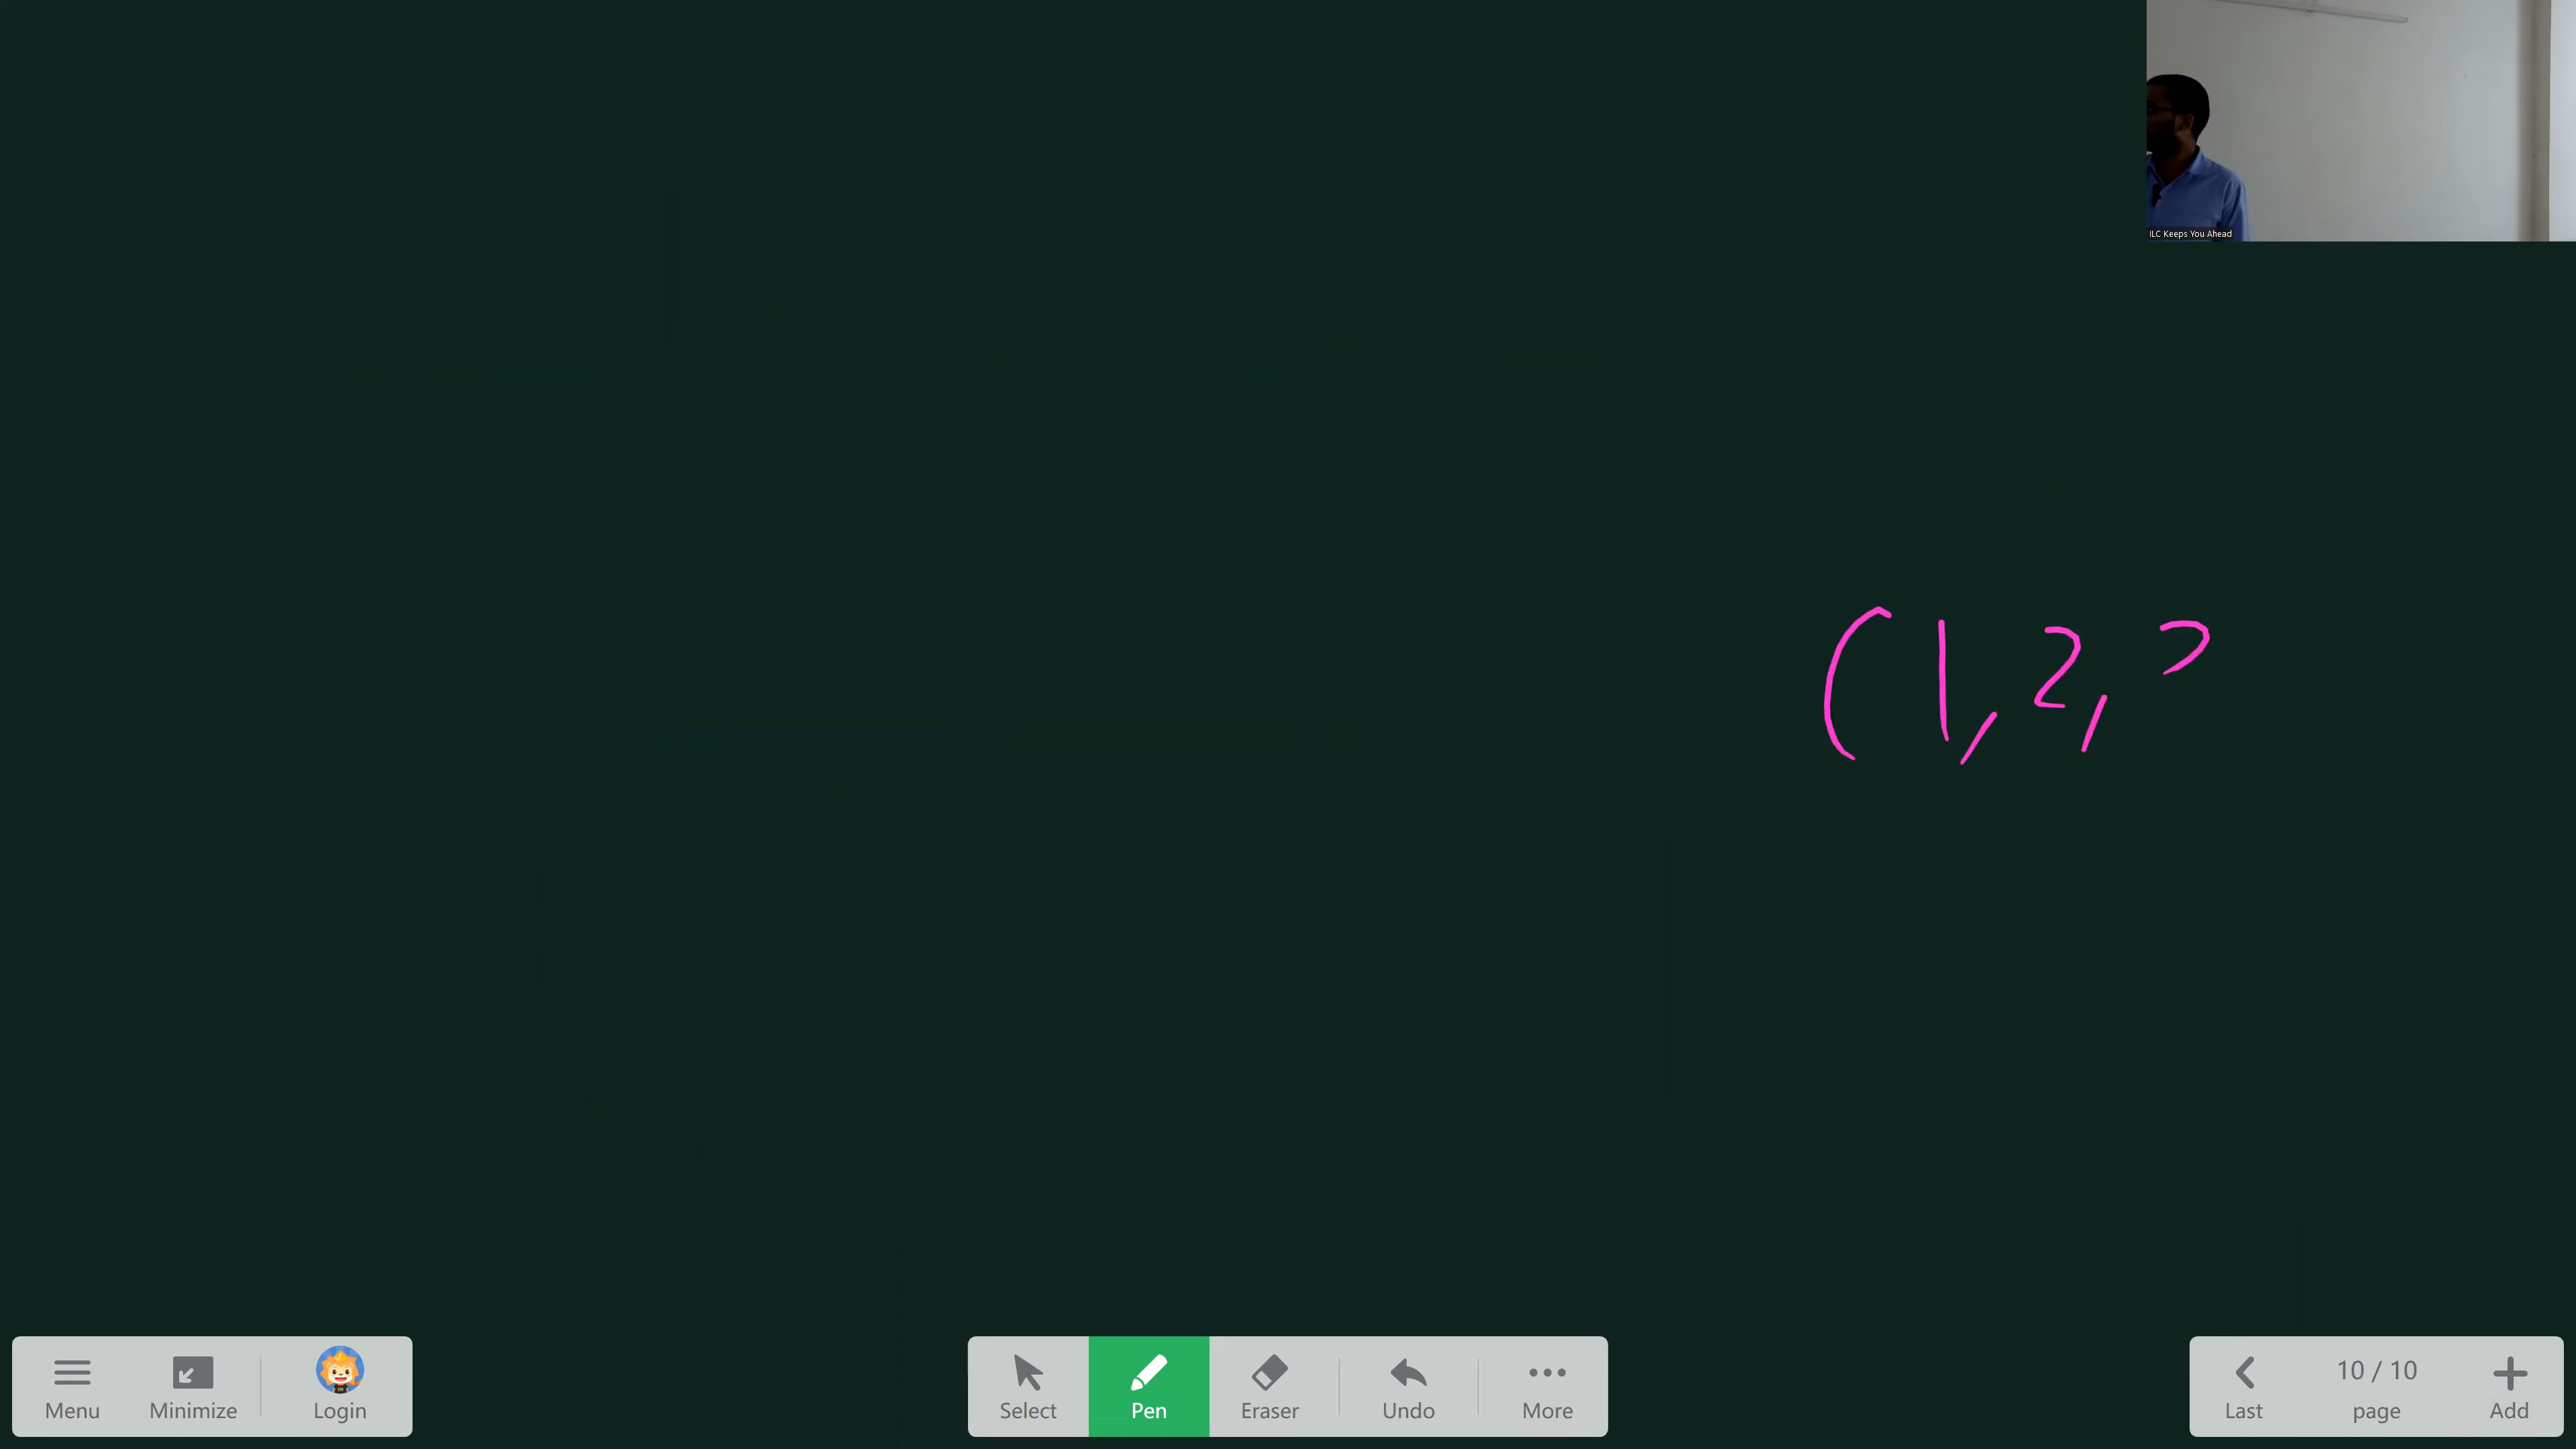 ILC Keeps You Ahead
(1,2,
Menu
Minimize
Login
Select
Pen
Eraser
Undo
More
Last
10 / 10
page
Add